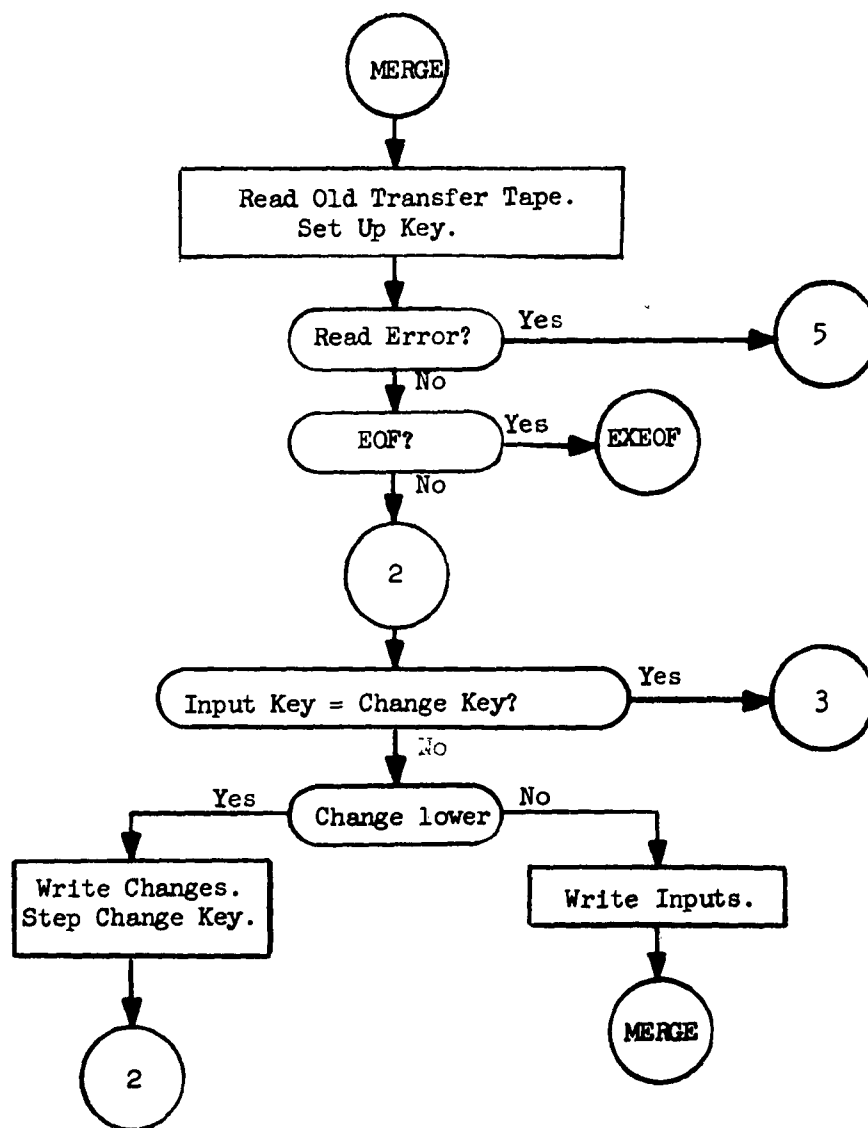 MERGE
Read Old Transfer Tape.
Set Up Key.
Read Error?
Yes
5
No
EOF?
Yes
EXEOF
No
2
Input Key = Change Key?
Yes
3
No
Yes
Change lower
No
Write Changes.
Step Change Key.
Write Inputs.
2
MERGE